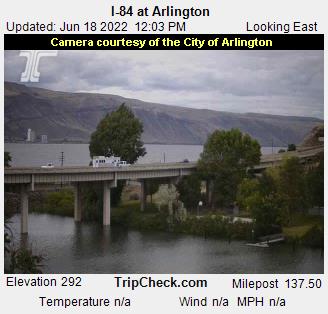 I-84 at Arlington
Updated: Jun 18 2022 12:03 PM Looking East
Camera courtesy of the City of Arlington
Elevation 292 TripCheck.com Milepost 137.50
Temperature n/a Wind n/a MPH n/a